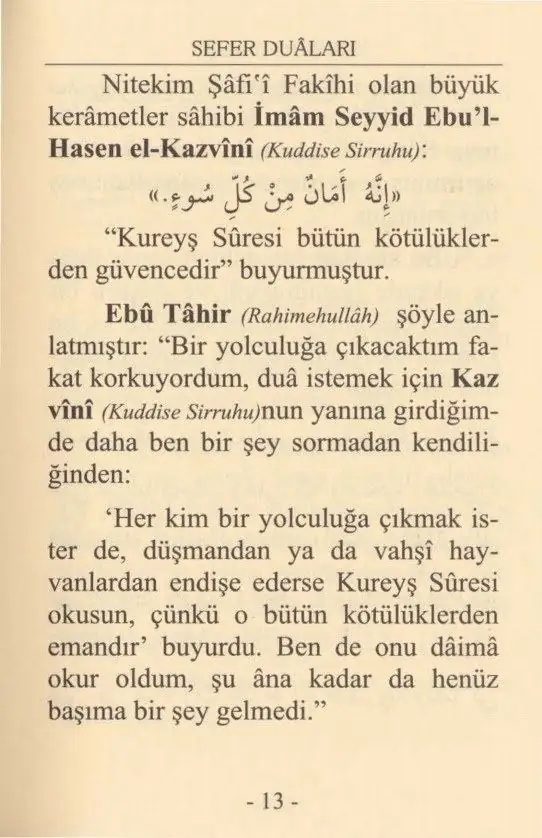 SEFER DUÂLARI
Nitekim Şâfi‘î Fakîhi olan büyük
kerâmetler sâhibi İmâm Seyyid Ebu’l-
Hasen el-Kazvînî (Kuddise Sirruhu):
«إِنَّهُ أَمَانٌ مِنْ كُلِّ سُوءٍ.»
“Kureyş Sûresi bütün kötülükler-
den güvencedir” buyurmuştur.
Ebû Tâhir (Rahimehullâh) şöyle an-
latmıştır: “Bir yolculuğa çıkacaktım fa-
kat korkuyordum, duâ istemek için Kaz
vînî (Kuddise Sirruhu)nun yanına girdiğim-
de daha ben bir şey sormadan kendili-
ğinden:
‘Her kim bir yolculuğa çıkmak is-
ter de, düşmandan ya da vahşî hay-
vanlardan endişe ederse Kureyş Sûresi
okusun, çünkü o bütün kötülüklerden
emandır’ buyurdu. Ben de onu dâimâ
okur oldum, şu âna kadar da henüz
başıma bir şey gelmedi.”
- 13 -